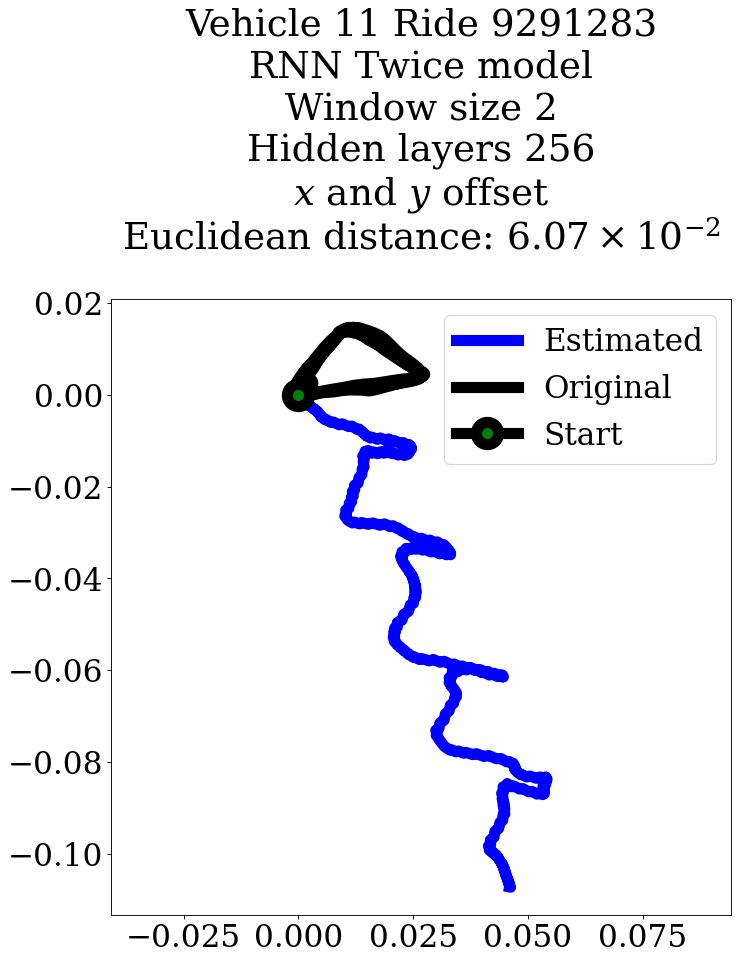 Vehicle 11 Ride 9291283
RNN Twice model
Window size 2
Hidden layers 256
x and y offset
Euclidean distance: 6.07 × 10⁻²
Estimated
Original
Start
0.02
0.00
−0.02
−0.04
−0.06
−0.08
−0.10
−0.025 0.000 0.025 0.050 0.075